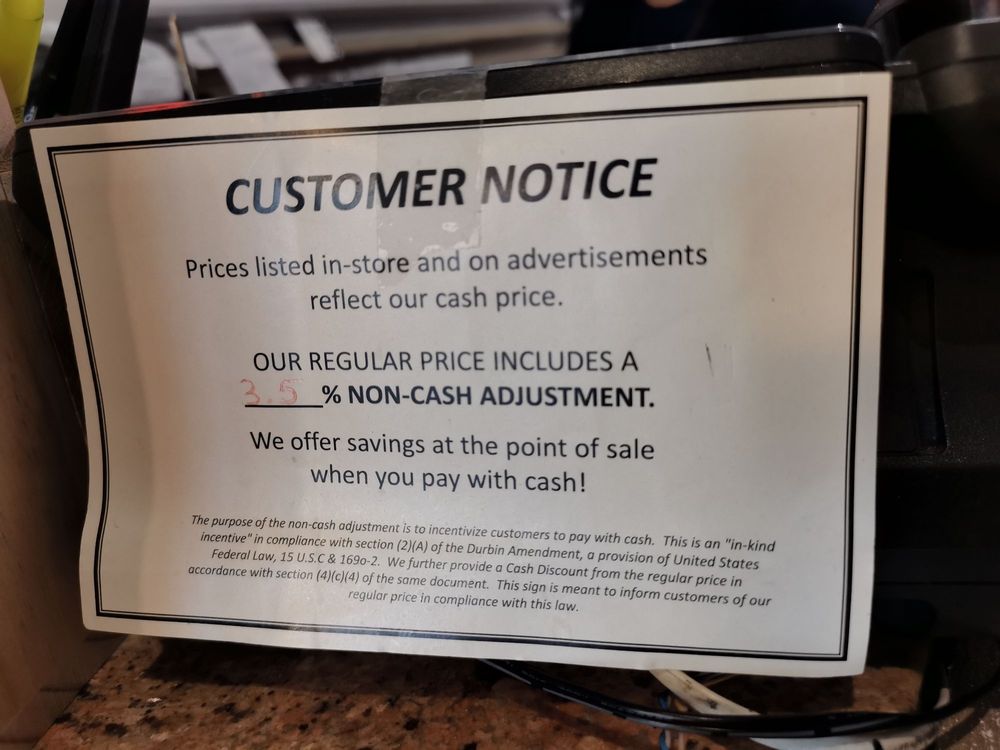 CUSTOMER NOTICE
Prices listed in-store and on advertisements
reflect our cash price.
OUR REGULAR PRICE INCLUDES A
3.5 % NON-CASH ADJUSTMENT.
We offer savings at the point of sale
when you pay with cash!
The purpose of the non-cash adjustment is to incentivize customers to pay with cash. This is an "in-kind
incentive" in compliance with section (2)(A) of the Durbin Amendment, a provision of United States
Federal Law, 15 U.S.C & 169o-2. We further provide a Cash Discount from the regular price in
accordance with section (4)(c)(4) of the same document. This sign is meant to inform customers of our
regular price in compliance with this law.